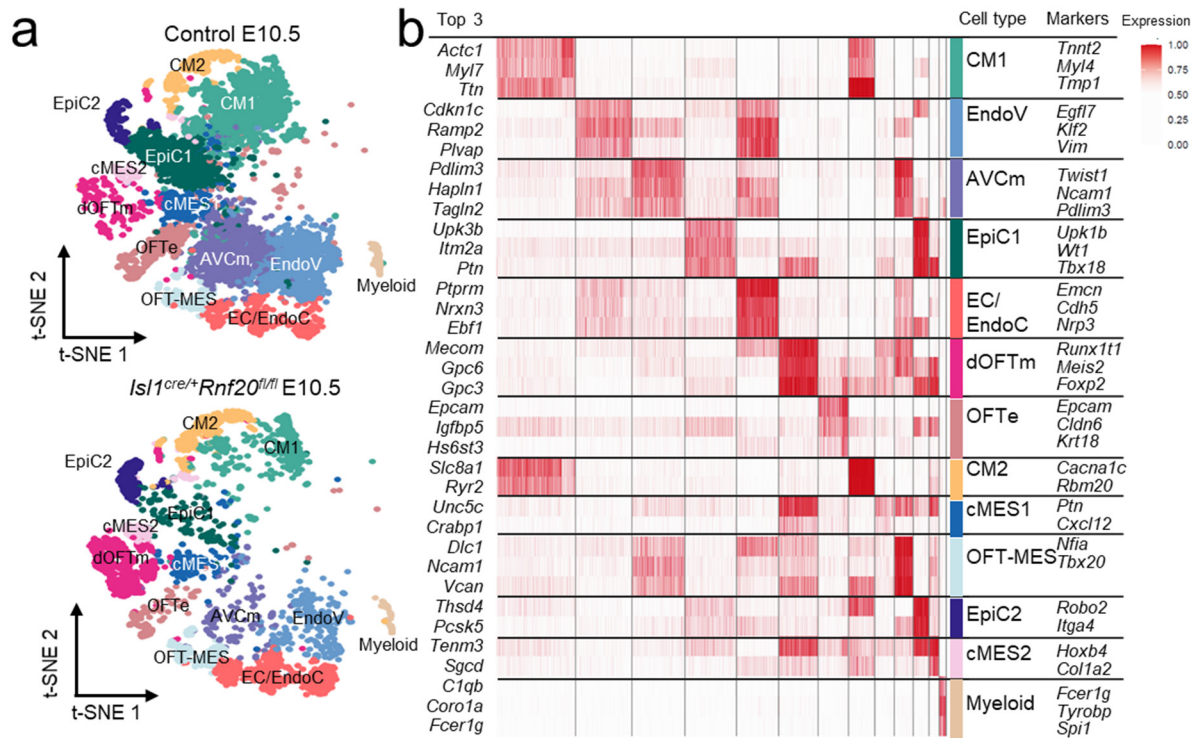 a
Control E10.5
CM2
EpiC2
CM1
EpiC1
cMES2
dOFTm
cMES
OFTe
AVCm
EndoV
OFT-MES
EC/EndoC
Myeloid
t-SNE 2
t-SNE 1
Isl1cre/+Rnf20fl/fl E10.5
CM2
CM1
EpiC2
EpiC1
cMES2
dOFTm
cMES
OFTe
AVCm
EndoV
OFT-MES
EC/EndoC
Myeloid
t-SNE 2
t-SNE 1
b
Top 3
Cell type
Markers
Expression
1.00
0.75
0.50
0.25
0.00
Actc1
Myl7
Ttn
CM1
Tnnt2
Myl4
Tmp1
Cdkn1c
Ramp2
Plvap
EndoV
Egfl7
Klf2
Vim
Pdlim3
Hapln1
Tagln2
AVCm
Twist1
Ncam1
Pdlim3
Upk3b
Itm2a
Ptn
EpiC1
Upk1b
Wt1
Tbx18
Ptprm
Nrxn3
Ebf1
EC/
EndoC
Emcn
Cdh5
Nrp3
Mecom
Gpc6
Gpc3
dOFTm
Runx1t1
Meis2
Foxp2
Epcam
Igfbp5
Hs6st3
OFTe
Epcam
Cldn6
Krt18
Slc8a1
Ryr2
CM2
Cacna1c
Rbm20
Unc5c
Crabp1
cMES1
Ptn
Cxcl12
Dlc1
Ncam1
Vcan
OFT-MES
Nfia
Tbx20
Thsd4
Pcsk5
EpiC2
Robo2
Itga4
Tenm3
Sgcd
cMES2
Hoxb4
Col1a2
C1qb
Coro1a
Fcer1g
Myeloid
Fcer1g
Tyrobp
Spi1